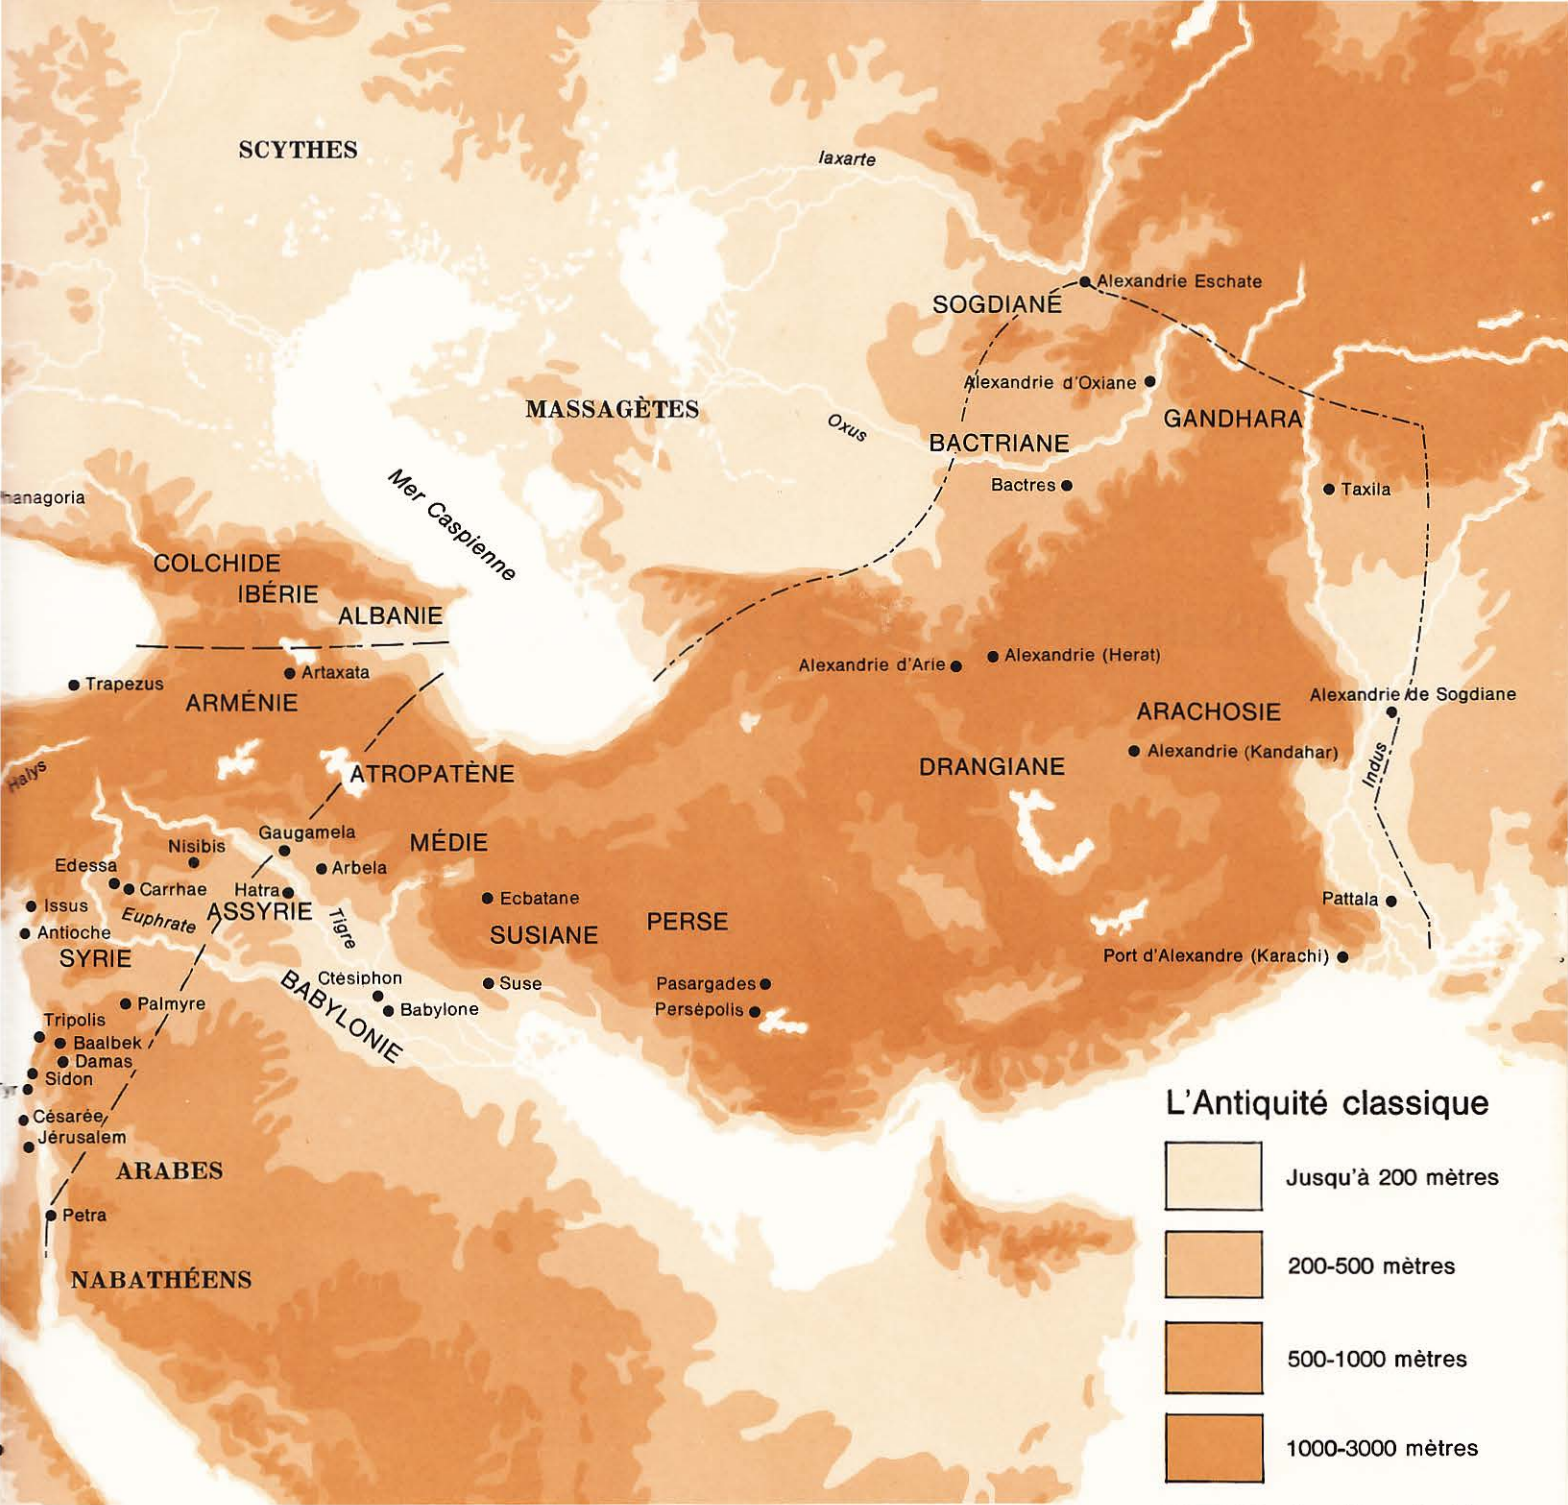 SCYTHES
Iaxarte
Alexandrie Eschate
SOGDIANE
Alexandrie d'Oxiane
MASSAGÈTES
Oxus
GANDHARA
BACTRIANE
Bactres
Taxila
hanagoria
Mer Caspienne
COLCHIDE
IBÉRIE
ALBANIE
Artaxata
Trapezus
ARMÉNIE
Alexandrie d'Arie
Alexandrie (Herat)
Alexandrie de Sogdiane
ARACHOSIE
Alexandrie (Kandahar)
DRANGIANE
Indus
Halys
ATROPATÈNE
Gaugamela
MÉDIE
Nisibis
Edessa
Arbela
Carrhae
Hatra
Ecbatane
Issus
ASSYRIE
Euphrate
Tigre
PERSE
Pattala
Antioche
SUSIANE
SYRIE
Port d'Alexandre (Karachi)
Ctésiphon
Suse
Pasargades
BABYLONIE
Babylone
Persépolis
Palmyre
Tripolis
Baalbek
Damas
Sidon
yr
Césarée
Jérusalem
ARABES
Petra
NABATHÉENS
L'Antiquité classique
Jusqu'à 200 mètres
200-500 mètres
500-1000 mètres
1000-3000 mètres